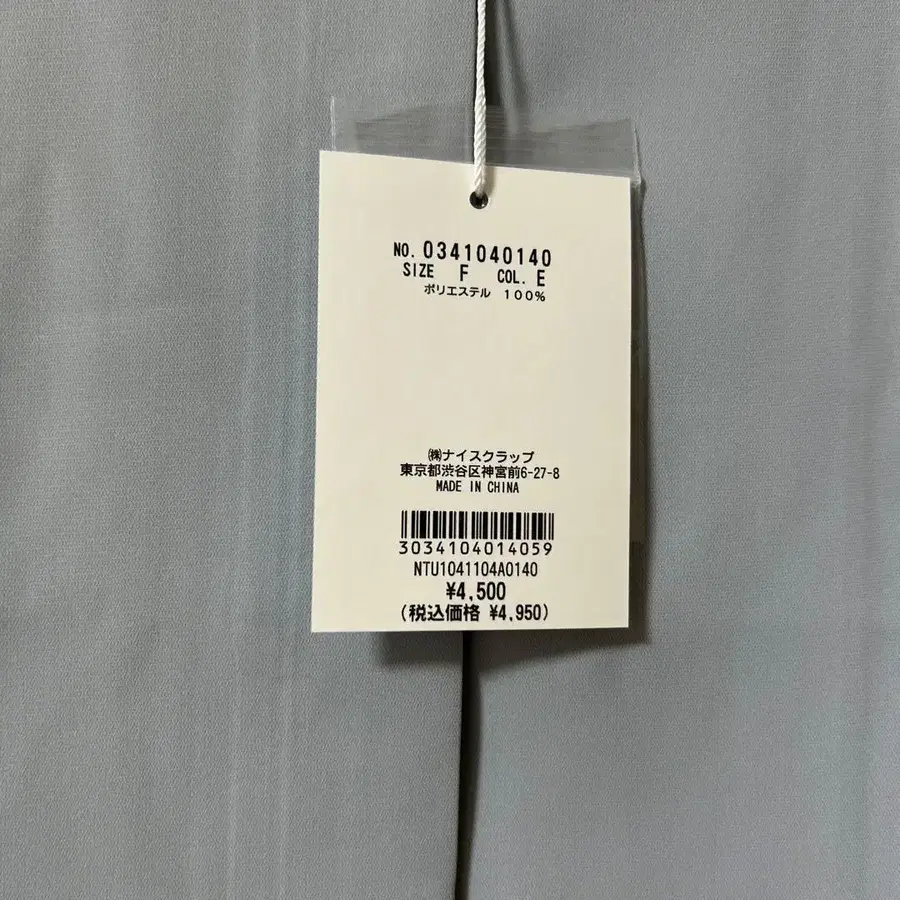 NO. 0341040140
SIZE F COL. E
ポリエステル 100%
㈱ナイスクラップ
東京都渋谷区神宮前6-27-8
MADE IN CHINA
3034104014059
NTU1041104A0140
¥4,500
(税込価格 ¥4,950)